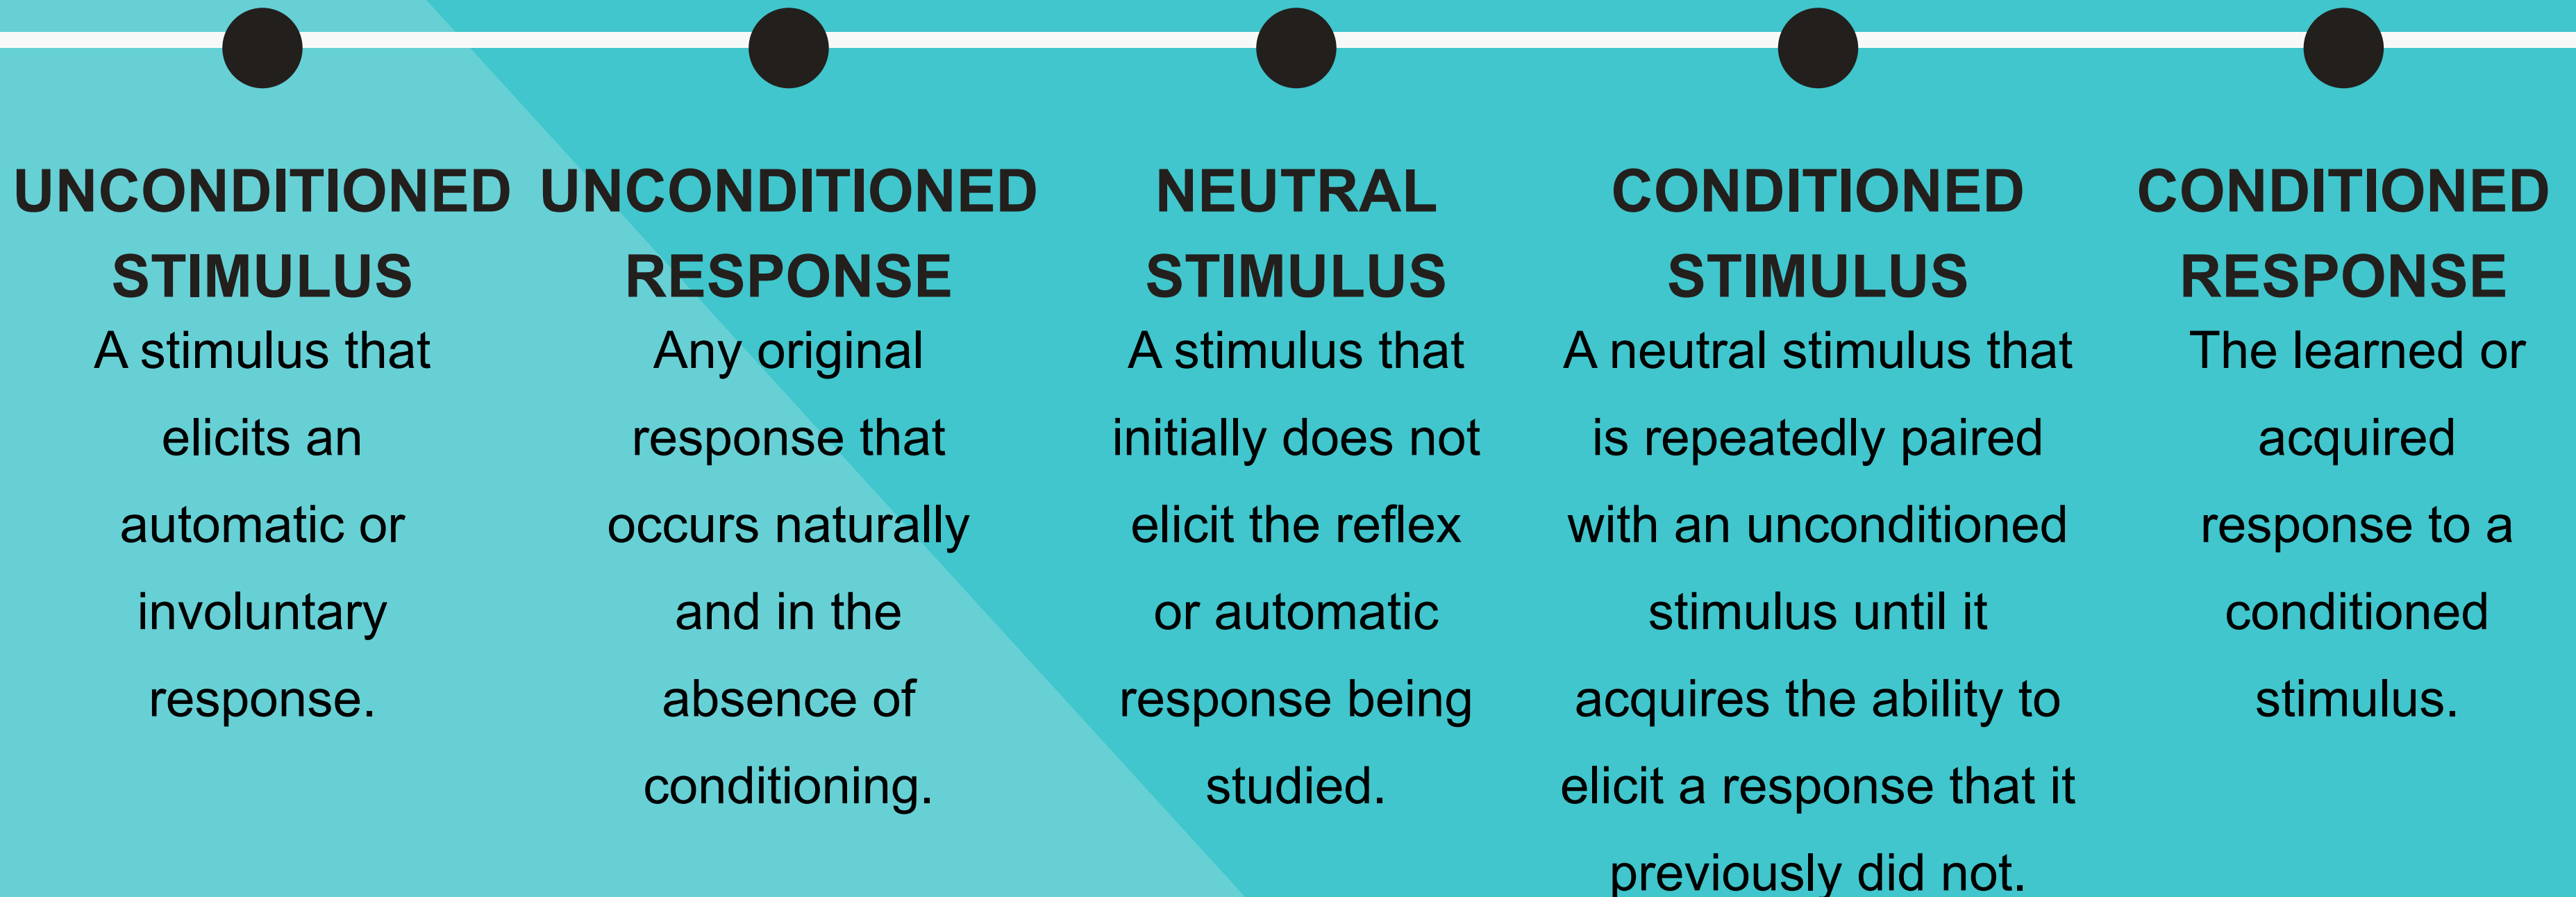 UNCONDITIONED
STIMULUS
A stimulus that
elicits an
automatic or
involuntary
response.
UNCONDITIONED
RESPONSE
Any original
response that
occurs naturally
and in the
absence of
conditioning.
NEUTRAL
STIMULUS
A stimulus that
initially does not
elicit the reflex
or automatic
response being
studied.
CONDITIONED
STIMULUS
A neutral stimulus that
is repeatedly paired
with an unconditioned
stimulus until it
acquires the ability to
elicit a response that it
previously did not.
CONDITIONED
RESPONSE
The learned or
acquired
response to a
conditioned
stimulus.